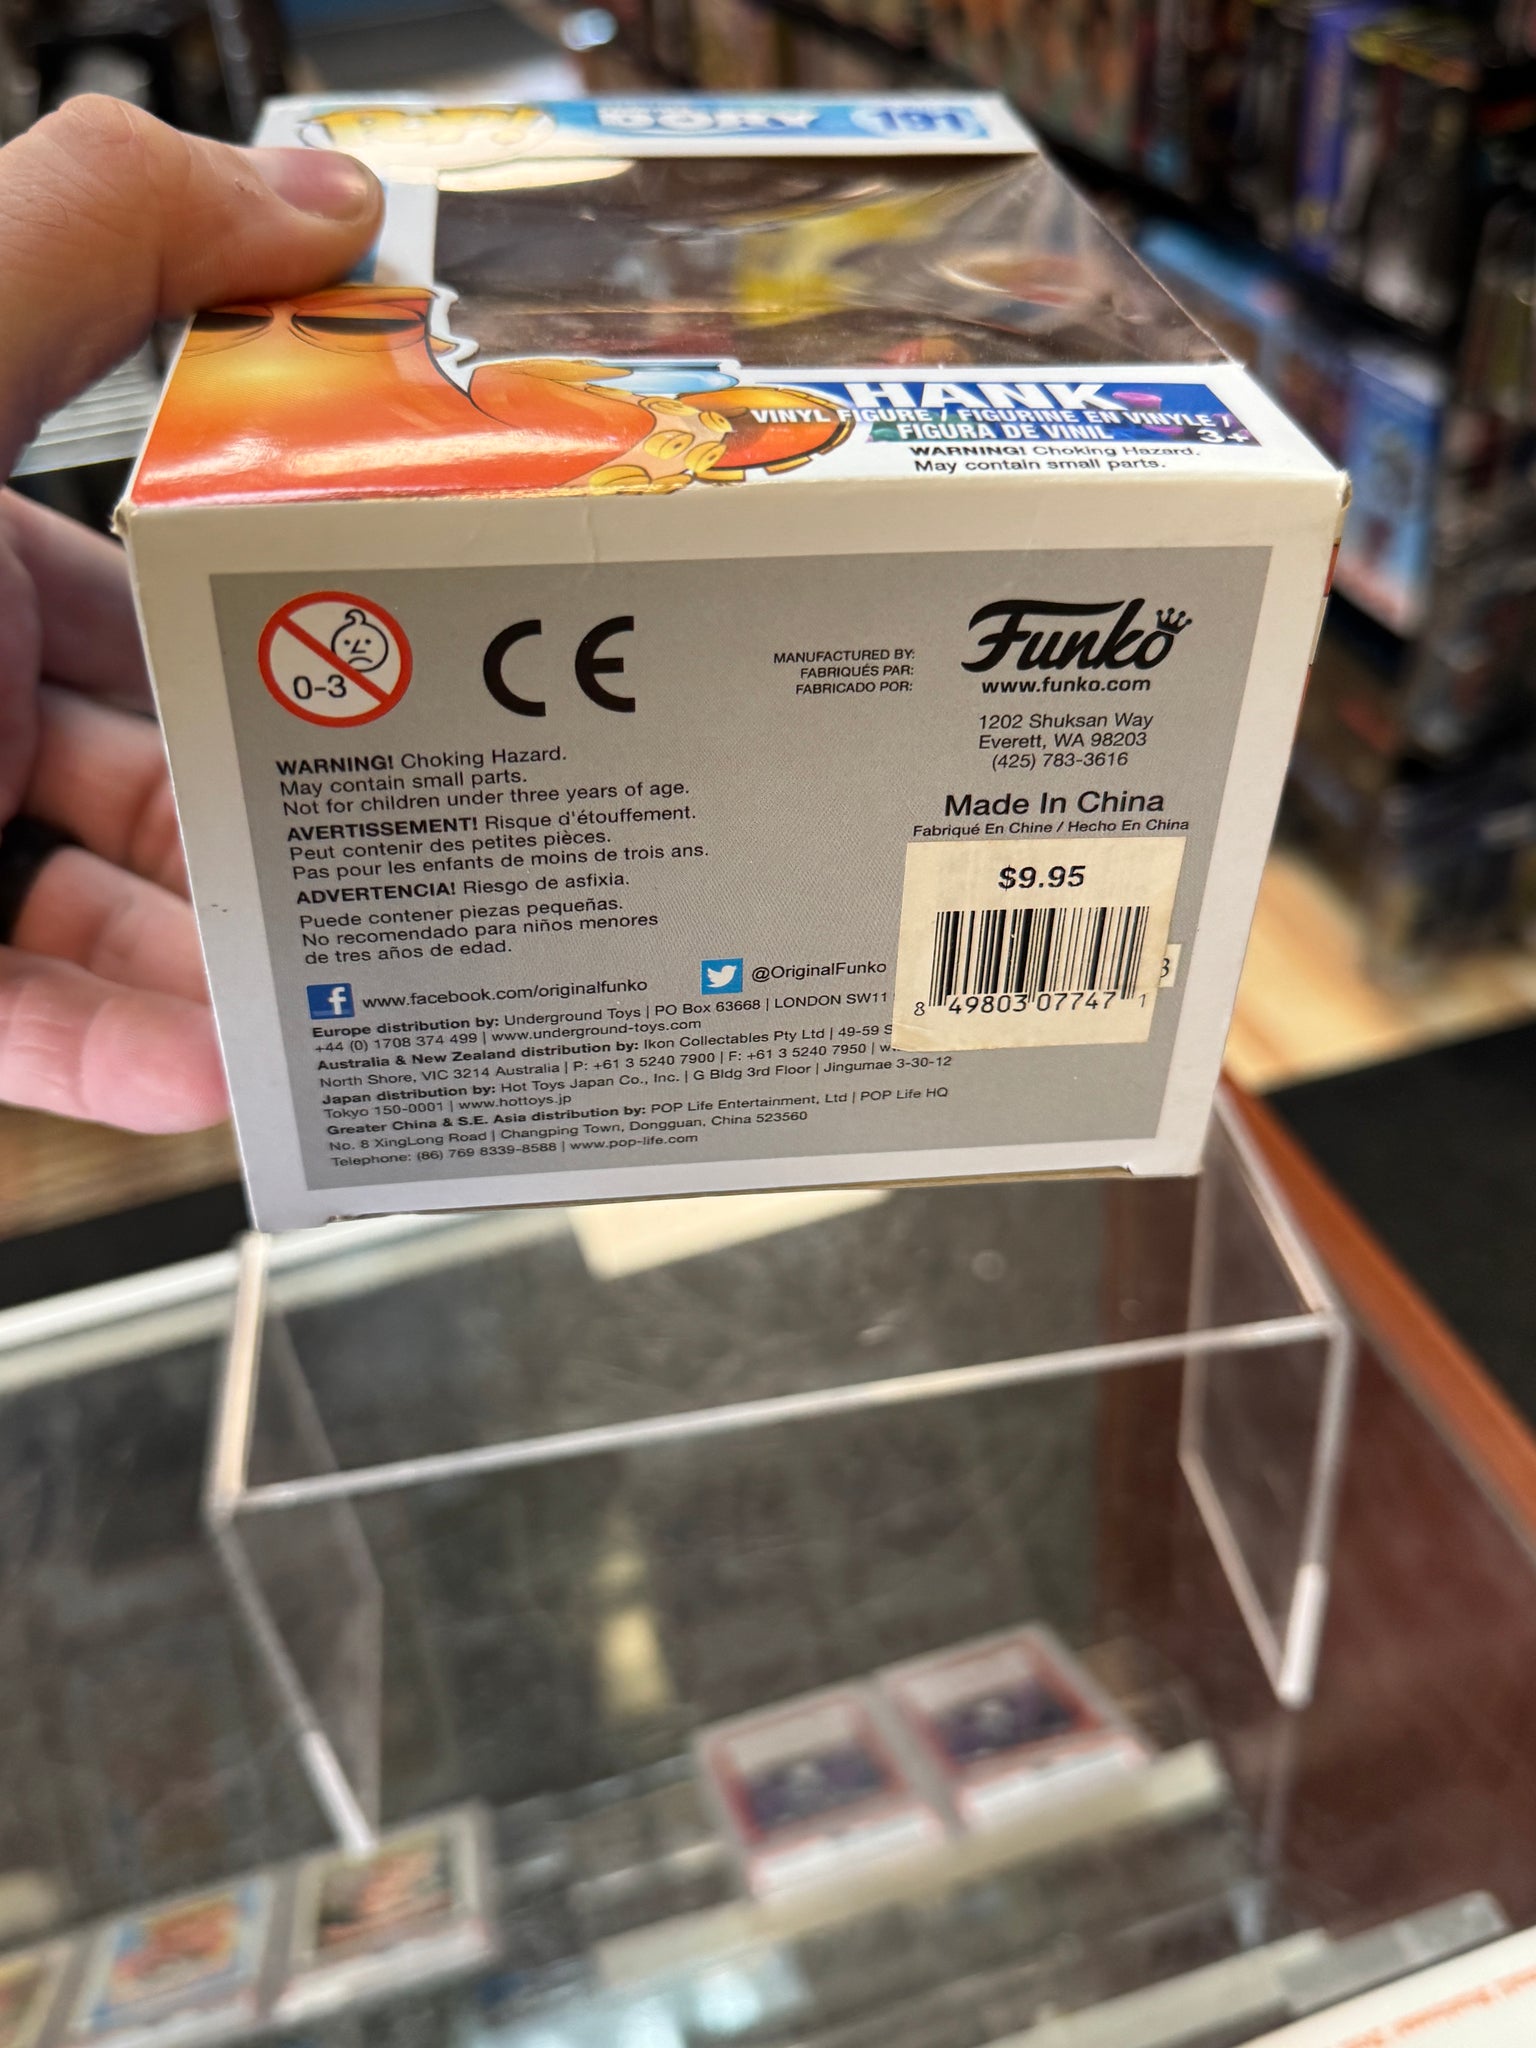 POP!
DORY
191
HANK
VINYL FIGURE / FIGURINE EN VINYLE /
FIGURA DE VINIL
3+
WARNING! Choking Hazard.
May contain small parts.
0-3
CE
MANUFACTURED BY:
FABRIQUÉS PAR:
FABRICADO POR:
Funko
www.funko.com
1202 Shuksan Way
Everett, WA 98203
(425) 783-3616
Made In China
Fabriqué En Chine / Hecho En China
WARNING! Choking Hazard.
May contain small parts.
Not for children under three years of age.
AVERTISSEMENT! Risque d'étouffement.
Peut contenir des petites pièces.
Pas pour les enfants de moins de trois ans.
ADVERTENCIA! Riesgo de asfixia.
Puede contener piezas pequeñas.
No recomendado para niños menores
de tres años de edad.
$9.95
8 49803 07747 1
3
f www.facebook.com/originalfunko
@OriginalFunko
Europe distribution by: Underground Toys | PO Box 63668 | LONDON SW11
+44 (0) 1708 374 499 | www.underground-toys.com
Australia & New Zealand distribution by: Ikon Collectables Pty Ltd | 49-59 S
North Shore, VIC 3214 Australia | P: +61 3 5240 7900 | F: +61 3 5240 7950 | w
Japan distribution by: Hot Toys Japan Co., Inc. | G Bldg 3rd Floor | Jingumae 3-30-12
Tokyo 150-0001 | www.hottoys.jp
Greater China & S.E. Asia distribution by: POP Life Entertainment, Ltd | POP Life HQ
No. 8 XingLong Road | Changping Town, Dongguan, China 523560
Telephone: (86) 769 8339-8588 | www.pop-life.com